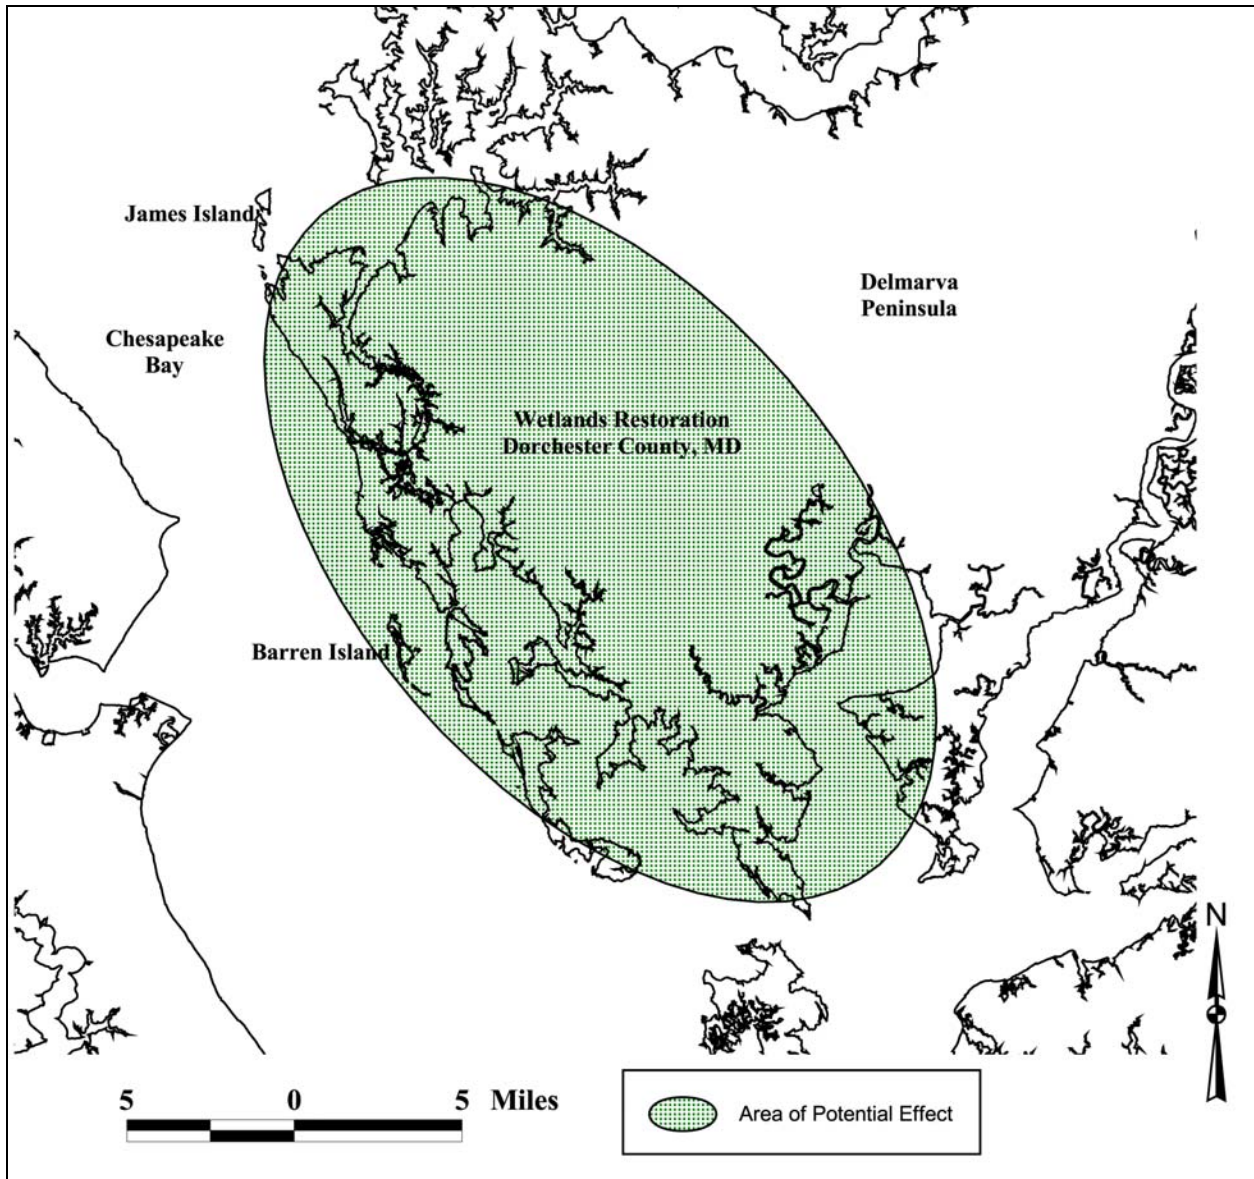 James Island
Delmarva
Peninsula
Chesapeake
Bay
Wetlands Restoration
Dorchester County, MD
Barren Island
N
5 0 5 Miles
Area of Potential Effect